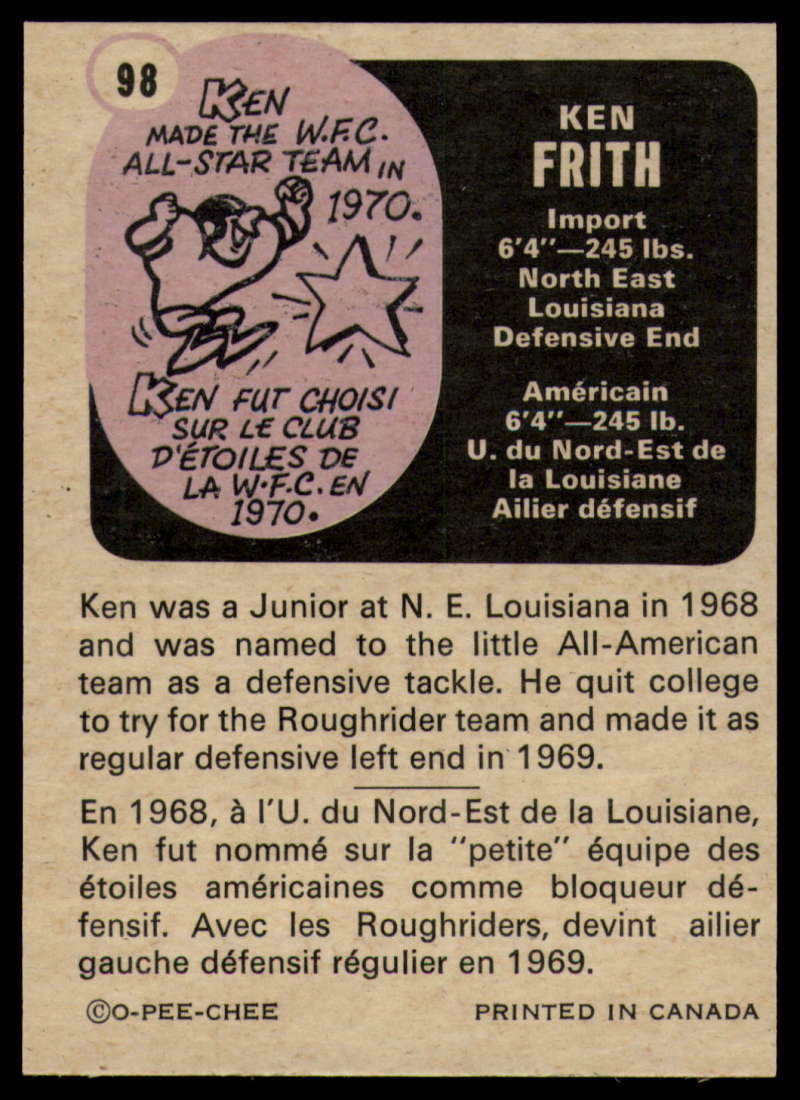 98
KEN
MADE THE W.F.C.
ALL-STAR TEAM IN
1970.
KEN FUT CHOISI
SUR LE CLUB
D'ÉTOILES DE
LA W.F.C. EN
1970.
KEN
FRITH
Import
6'4"—245 lbs.
North East
Louisiana
Defensive End
Américain
6'4"—245 lb.
U. du Nord-Est de
la Louisiane
Ailier défensif
Ken was a Junior at N. E. Louisiana in 1968
and was named to the little All-American
team as a defensive tackle. He quit college
to try for the Roughrider team and made it as
regular defensive left end in 1969.
En 1968, à l'U. du Nord-Est de la Louisiane,
Ken fut nommé sur la "petite" équipe des
étoiles américaines comme bloqueur dé-
fensif. Avec les Roughriders, devint ailier
gauche défensif régulier en 1969.
©O-PEE-CHEE
PRINTED IN CANADA